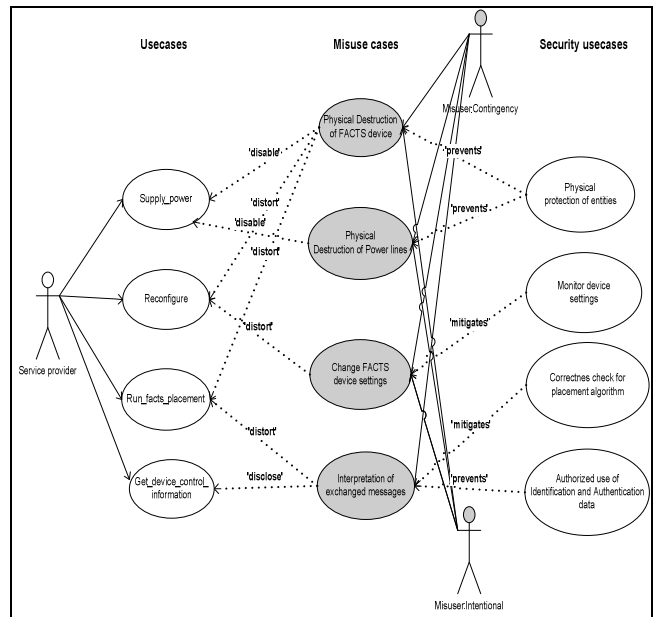 Usecases
Misuse cases
Security usecases
Misuser:Contingency
Physical Destruction
of FACTS device
'disable'
'prevents'
Physical
protection of entities
Supply_power
'distort'
'disable'
'prevents'
Physical
Destruction of Power lines
'distort'
Reconfigure
Monitor device
settings
'mitigates'
'distort'
Service provider
Change FACTS
device settings
Correctnes check for
placement algorithm
Run_facts_placement
'mitigates'
'distort'
Get_device_control_
information
'disclose'
Interpretation of
exchanged messages
'prevents'
Authorized use of
Identification and Authentication
data
Misuser:Intentional